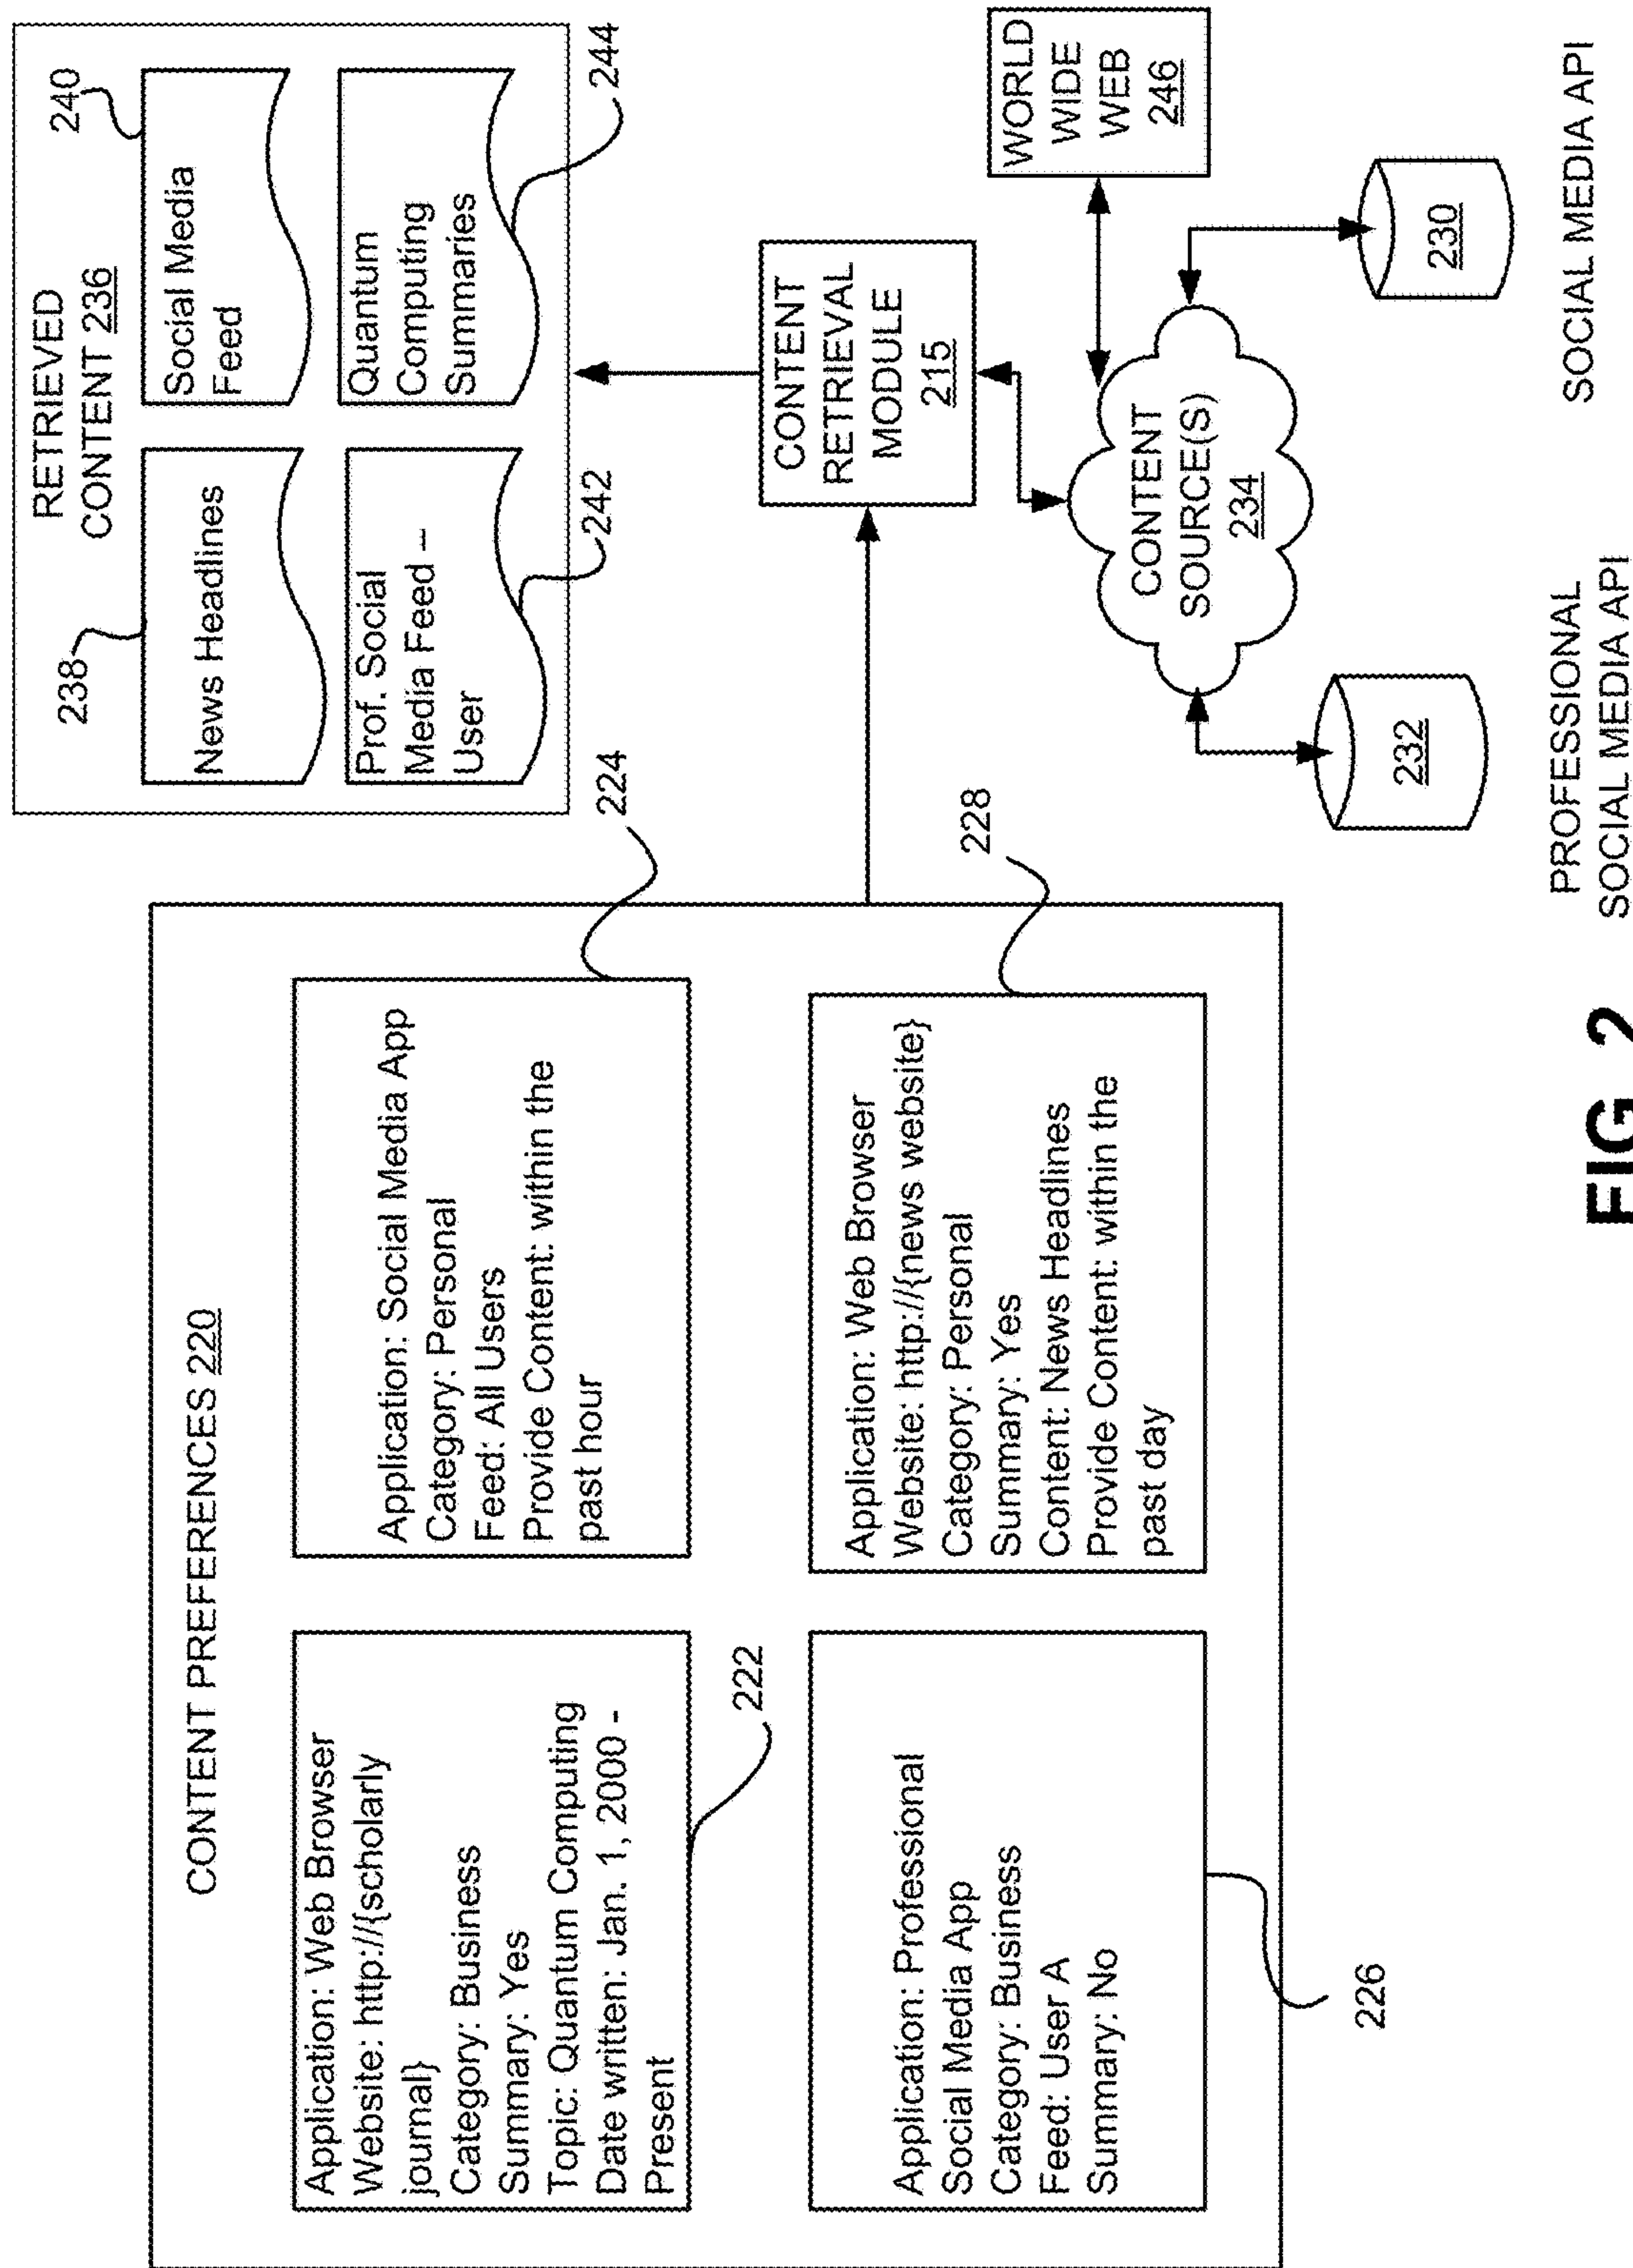 CONTENT PREFERENCES 220
Application: Web Browser
Website: http://{scholarly
journal}
Category: Business
Summary: Yes
Topic: Quantum Computing
Date written: Jan. 1, 2000 -
Present
222
Application: Social Media App
Category: Personal
Feed: All Users
Provide Content: within the
past hour
224
Application: Professional
Social Media App
Category: Business
Feed: User A
Summary: No
226
Application: Web Browser
Website: http://{news website}
Category: Personal
Summary: Yes
Content: News Headlines
Provide Content: within the
past day
228
RETRIEVED
CONTENT 236
238
News Headlines
240
Social Media
Feed
Prof. Social
Media Feed –
User
242
Quantum
Computing
Summaries
244
CONTENT
RETRIEVAL
MODULE
215
WORLD
WIDE
WEB
246
CONTENT
SOURCE(S)
234
232
PROFESSIONAL
SOCIAL MEDIA API
230
SOCIAL MEDIA API
FIG. 2